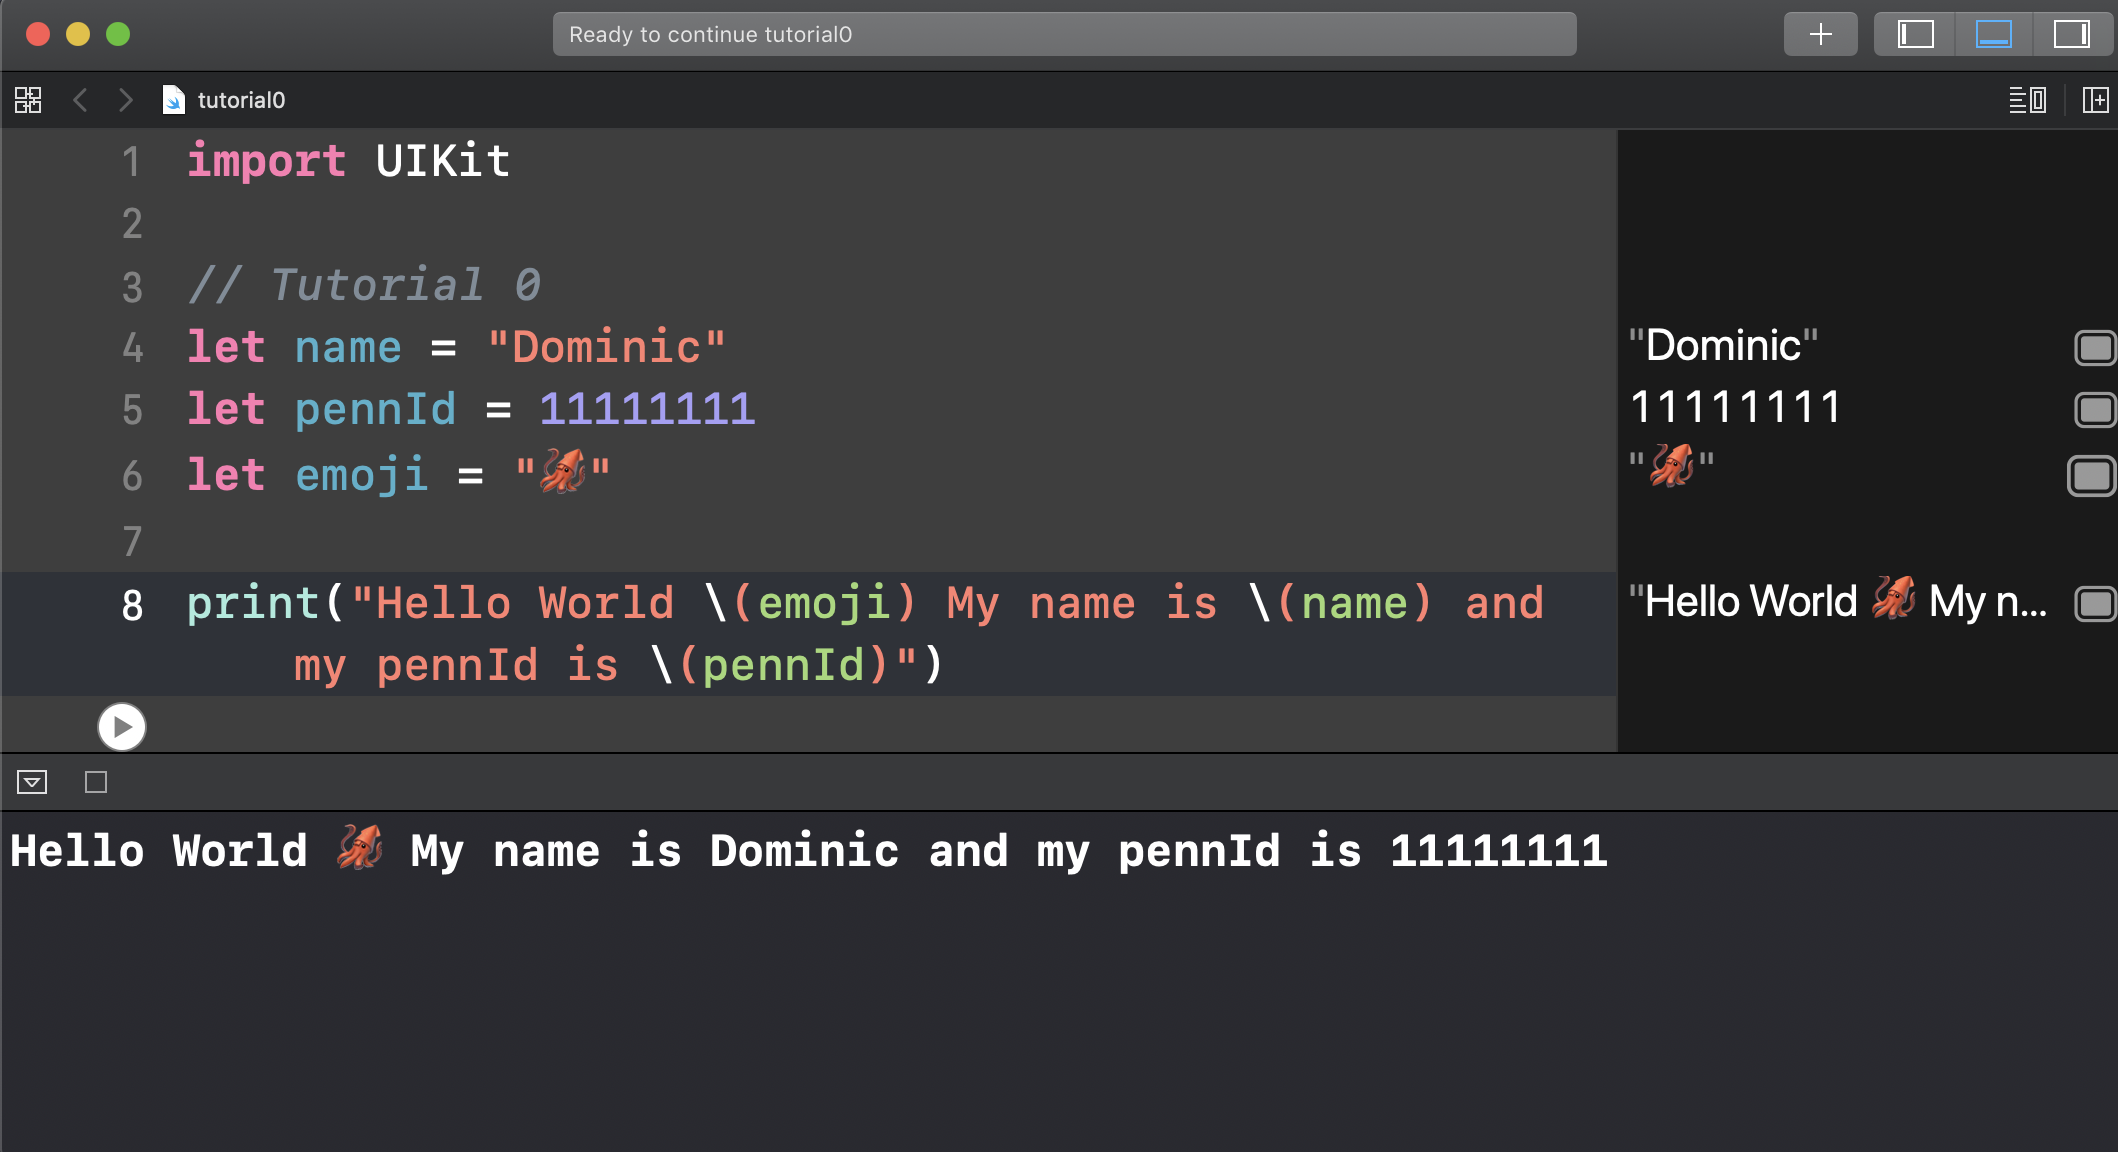 Ready to continue tutorial0
tutorial0
1 import UIKit
2
3 // Tutorial 0
4 let name = "Dominic"
5 let pennId = 11111111
6 let emoji = "🦑"
7
8 print("Hello World \(emoji) My name is \(name) and
my pennId is \(pennId)")
"Dominic"
11111111
"🦑"
"Hello World 🦑 My n...
Hello World 🦑 My name is Dominic and my pennId is 11111111